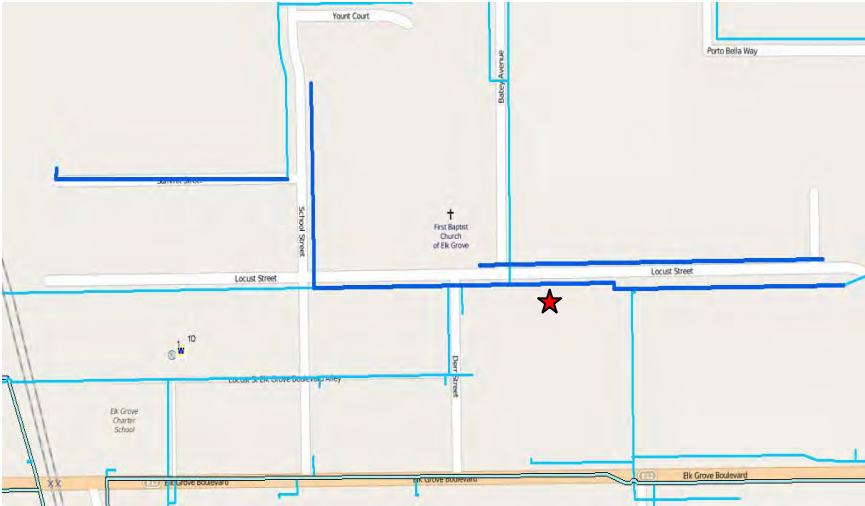 Yount Court
Porto Bella Way
Batey Avenue
Summit Street
School Street
First Baptist
Church
of Elk Grove
Locust Street
Locust Street
10
W
Locust St Elk Grove Boulevard Alley
Derr Street
Elk Grove
Charter
School
Elk Grove Boulevard
Elk Grove Boulevard
Elk Grove Boulevard